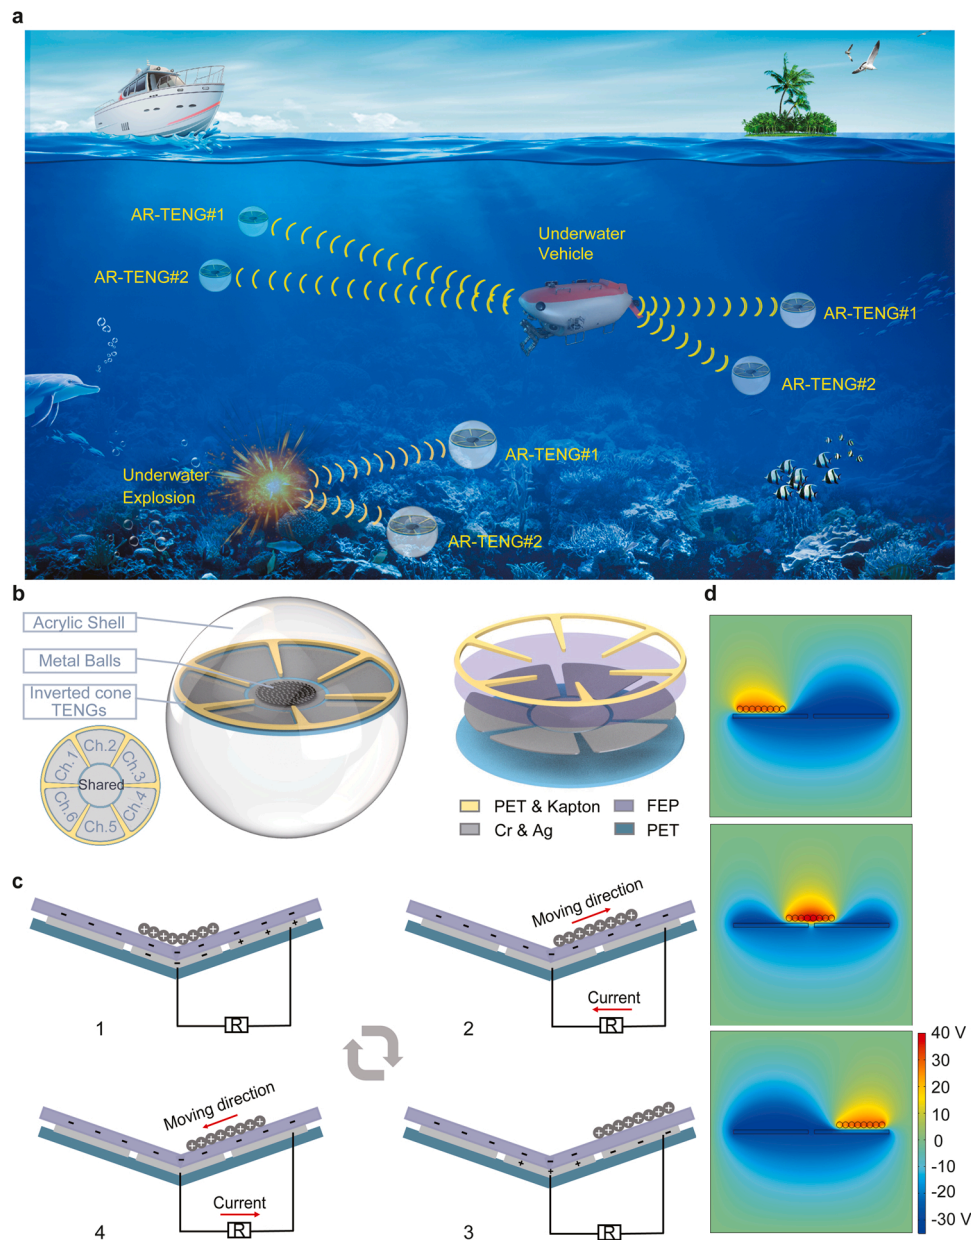 a
AR-TENG#1
AR-TENG#2
Underwater
Vehicle
AR-TENG#1
AR-TENG#2
Underwater
Explosion
AR-TENG#1
AR-TENG#2
b
Acrylic Shell
Metal Balls
Inverted cone
TENGs
Ch.1
Ch.2
Ch.3
Shared
Ch.6
Ch.5
Ch.4
PET & Kapton
FEP
Cr & Ag
PET
c
R
1
Moving direction
Current
R
2
Moving direction
Current
R
4
R
3
d
40 V
30
20
10
0
-10
-20
-30 V